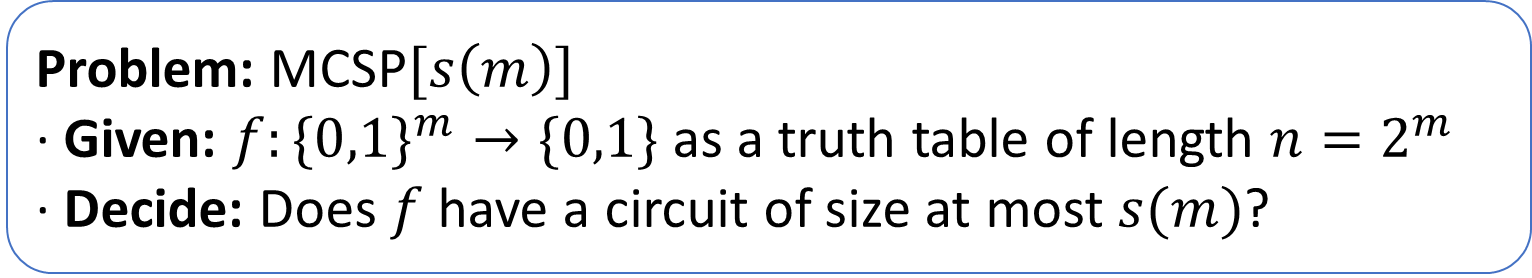 Problem: MCSP[𝑠(𝑚)]
· Given: 𝑓: {0,1}ᵐ → {0,1} as a truth table of length 𝑛 = 2ᵐ
· Decide: Does 𝑓 have a circuit of size at most 𝑠(𝑚)?